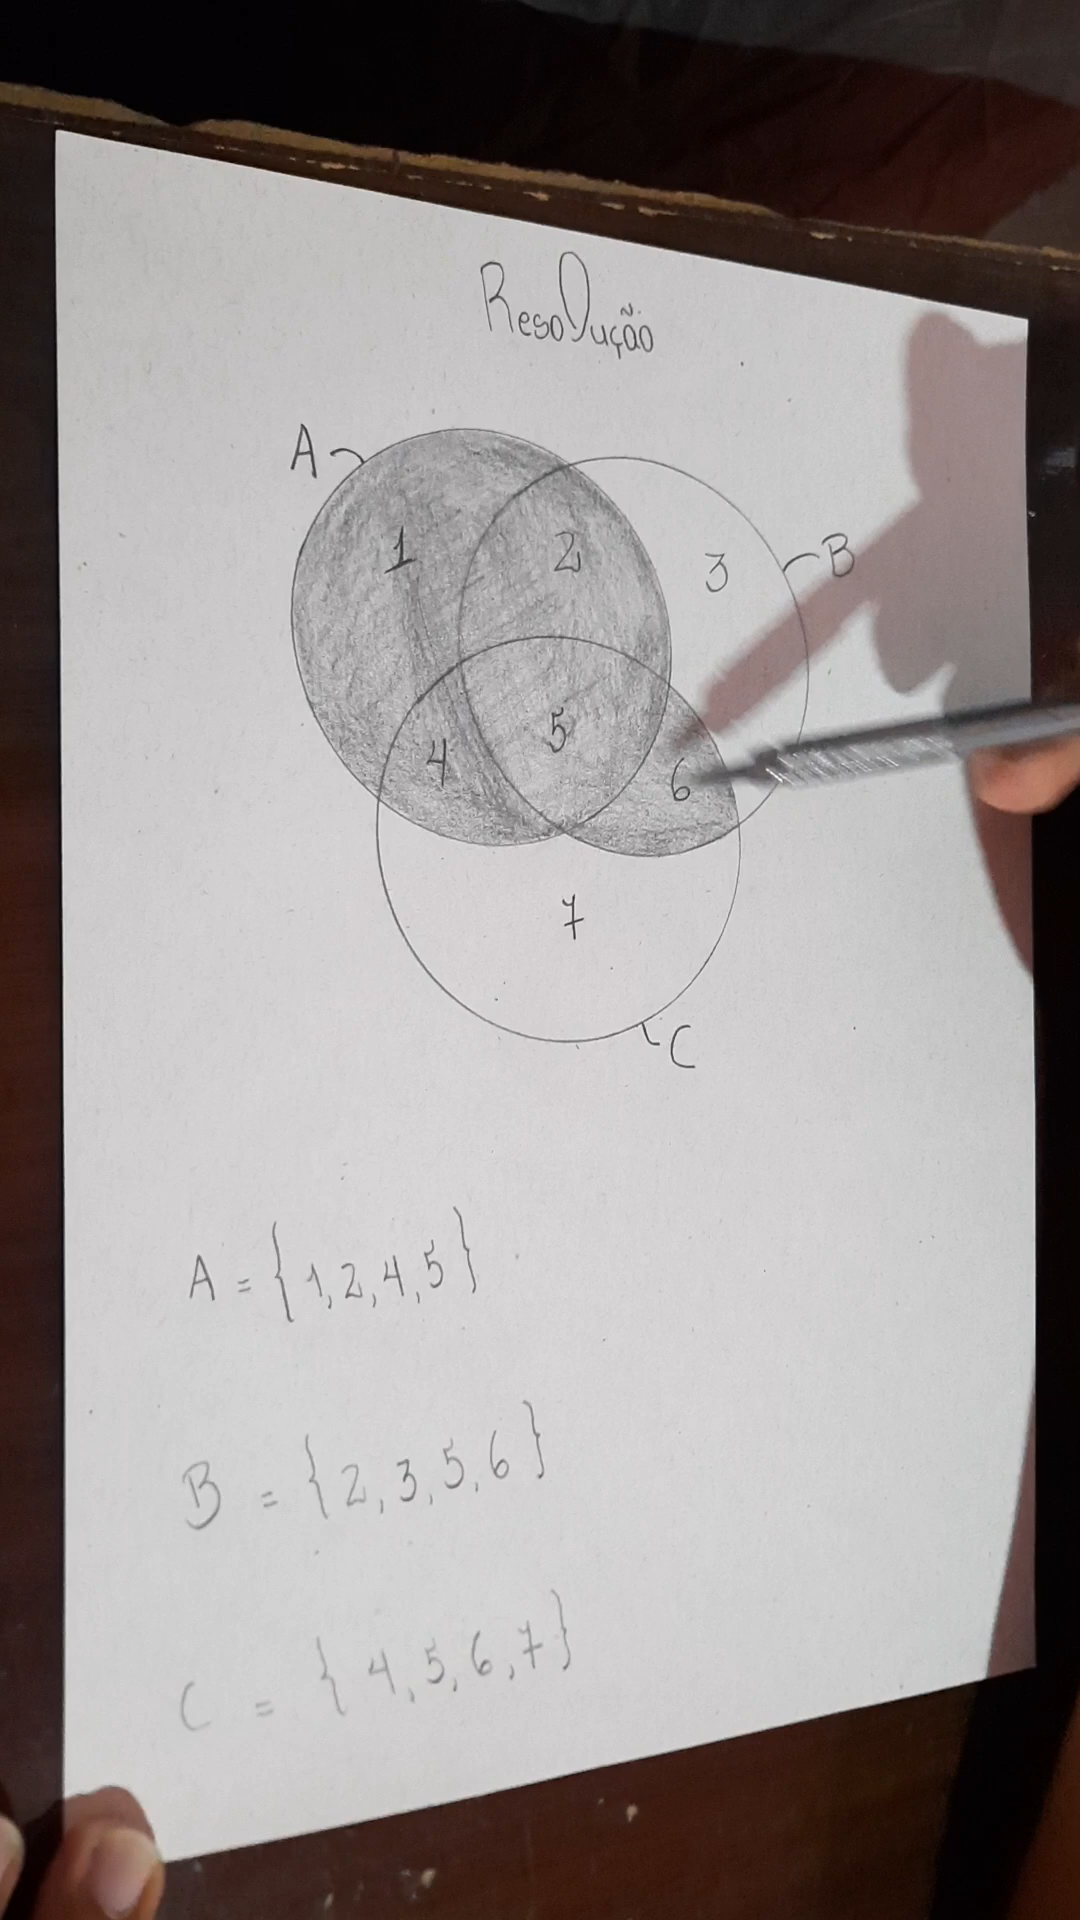 Resolução
A
1
2
3
B
4
5
6
7
C
A = {1, 2, 4, 5}
B = {2, 3, 5, 6}
C = {4, 5, 6, 7}